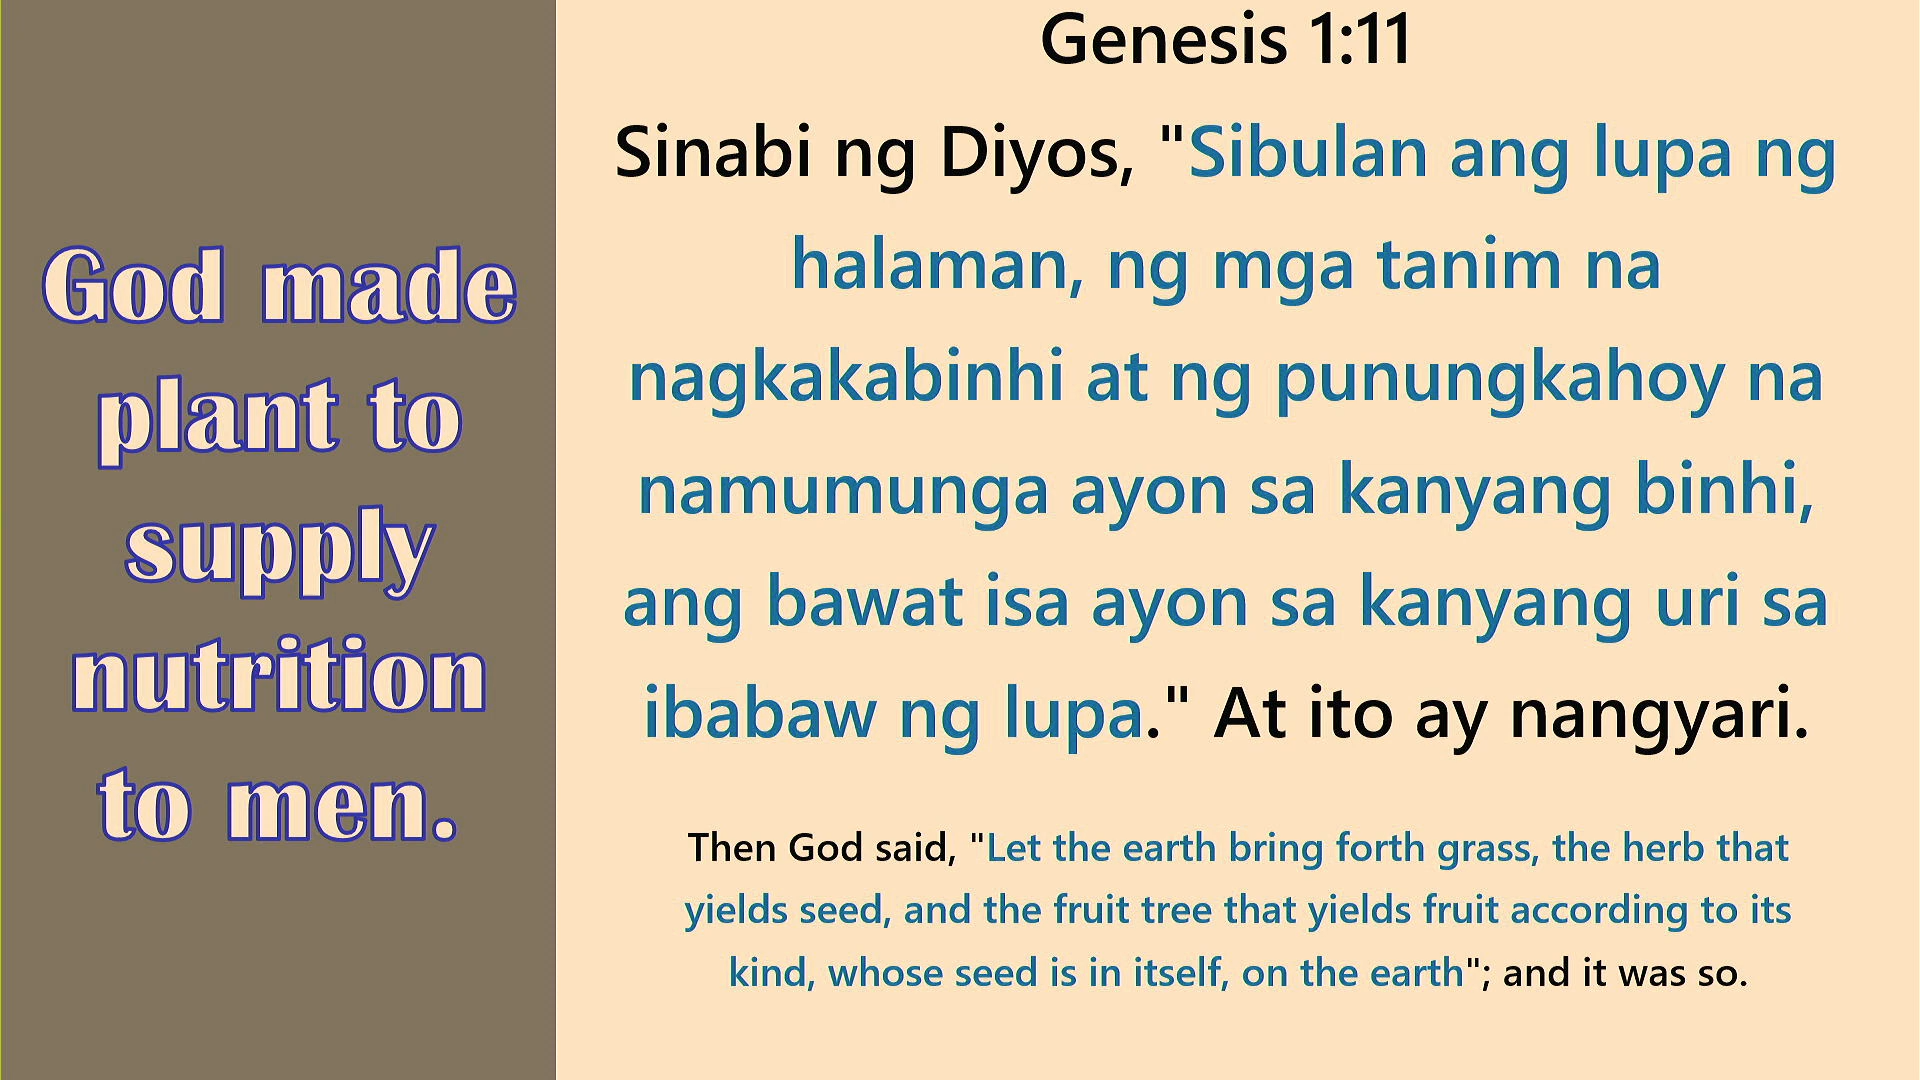 God made
plant to
supply
nutrition
to men.
Genesis 1:11
Sinabi ng Diyos, "Sibulan ang lupa ng
halaman, ng mga tanim na
nagkakabinhi at ng punungkahoy na
namumunga ayon sa kanyang binhi,
ang bawat isa ayon sa kanyang uri sa
ibabaw ng lupa." At ito ay nangyari.
Then God said, "Let the earth bring forth grass, the herb that
yields seed, and the fruit tree that yields fruit according to its
kind, whose seed is in itself, on the earth"; and it was so.